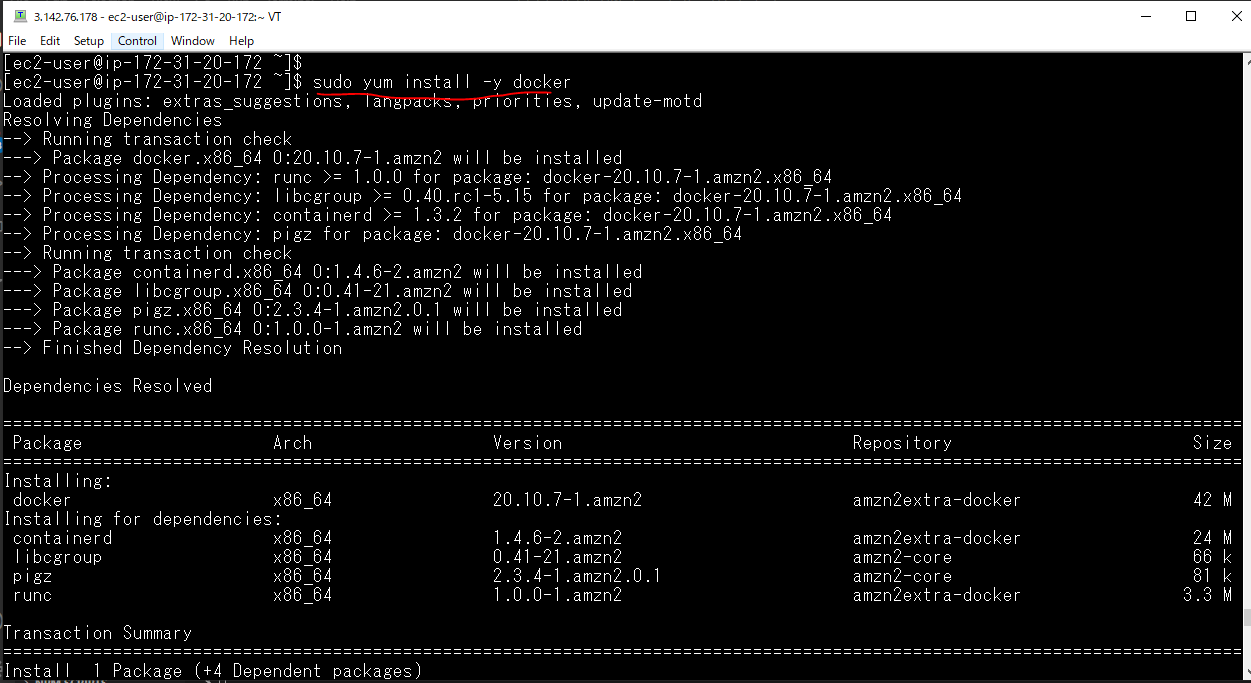 3.142.76.178 - ec2-user@ip-172-31-20-172:~ VT
File Edit Setup Control Window Help
[ec2-user@ip-172-31-20-172 ~]$
[ec2-user@ip-172-31-20-172 ~]$ sudo yum install -y docker
Loaded plugins: extras_suggestions, langpacks, priorities, update-motd
Resolving Dependencies
--> Running transaction check
---> Package docker.x86_64 0:20.10.7-1.amzn2 will be installed
--> Processing Dependency: runc >= 1.0.0 for package: docker-20.10.7-1.amzn2.x86_64
--> Processing Dependency: libcgroup >= 0.40.rc1-5.15 for package: docker-20.10.7-1.amzn2.x86_64
--> Processing Dependency: containerd >= 1.3.2 for package: docker-20.10.7-1.amzn2.x86_64
--> Processing Dependency: pigz for package: docker-20.10.7-1.amzn2.x86_64
--> Running transaction check
---> Package containerd.x86_64 0:1.4.6-2.amzn2 will be installed
---> Package libcgroup.x86_64 0:0.41-21.amzn2 will be installed
---> Package pigz.x86_64 0:2.3.4-1.amzn2.0.1 will be installed
---> Package runc.x86_64 0:1.0.0-1.amzn2 will be installed
--> Finished Dependency Resolution
Dependencies Resolved
Package Arch Version Repository Size
Installing:
docker x86_64 20.10.7-1.amzn2 amzn2extra-docker 42 M
Installing for dependencies:
containerd x86_64 1.4.6-2.amzn2 amzn2extra-docker 24 M
libcgroup x86_64 0.41-21.amzn2 amzn2-core 66 k
pigz x86_64 2.3.4-1.amzn2.0.1 amzn2-core 81 k
runc x86_64 1.0.0-1.amzn2 amzn2extra-docker 3.3 M
Transaction Summary
Install 1 Package (+4 Dependent packages)